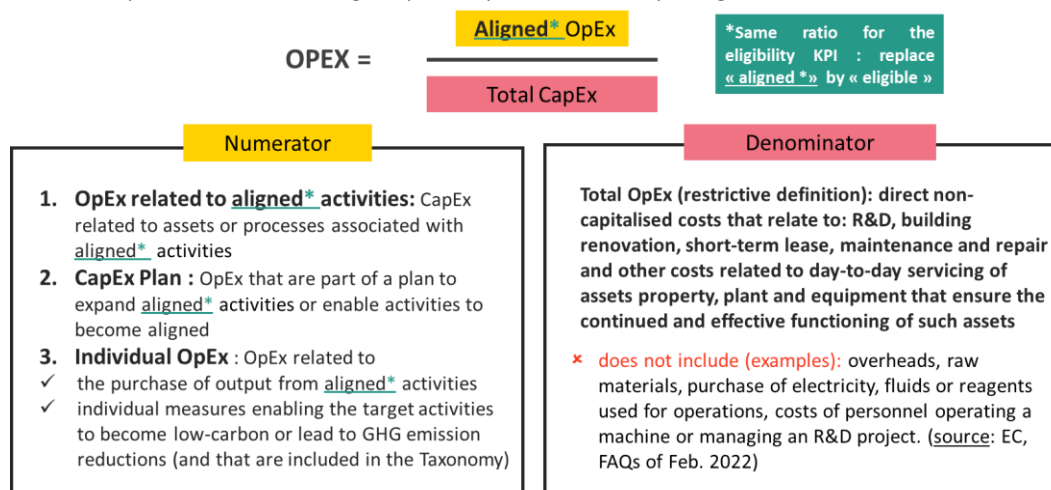 Aligned* OpEx
OPEX =
Total CapEx
*Same ratio for the
eligibility KPI : replace
« aligned *» by « eligible »
Numerator
1. OpEx related to aligned* activities: CapEx
related to assets or processes associated with
aligned* activities
2. CapEx Plan : OpEx that are part of a plan to
expand aligned* activities or enable activities to
become aligned
3. Individual OpEx : OpEx related to
✓ the purchase of output from aligned* activities
✓ individual measures enabling the target activities
to become low-carbon or lead to GHG emission
reductions (and that are included in the Taxonomy)
Denominator
Total OpEx (restrictive definition): direct non-
capitalised costs that relate to: R&D, building
renovation, short-term lease, maintenance and repair
and other costs related to day-to-day servicing of
assets property, plant and equipment that ensure the
continued and effective functioning of such assets
× does not include (examples): overheads, raw
materials, purchase of electricity, fluids or reagents
used for operations, costs of personnel operating a
machine or managing an R&D project. (source: EC,
FAQs of Feb. 2022)